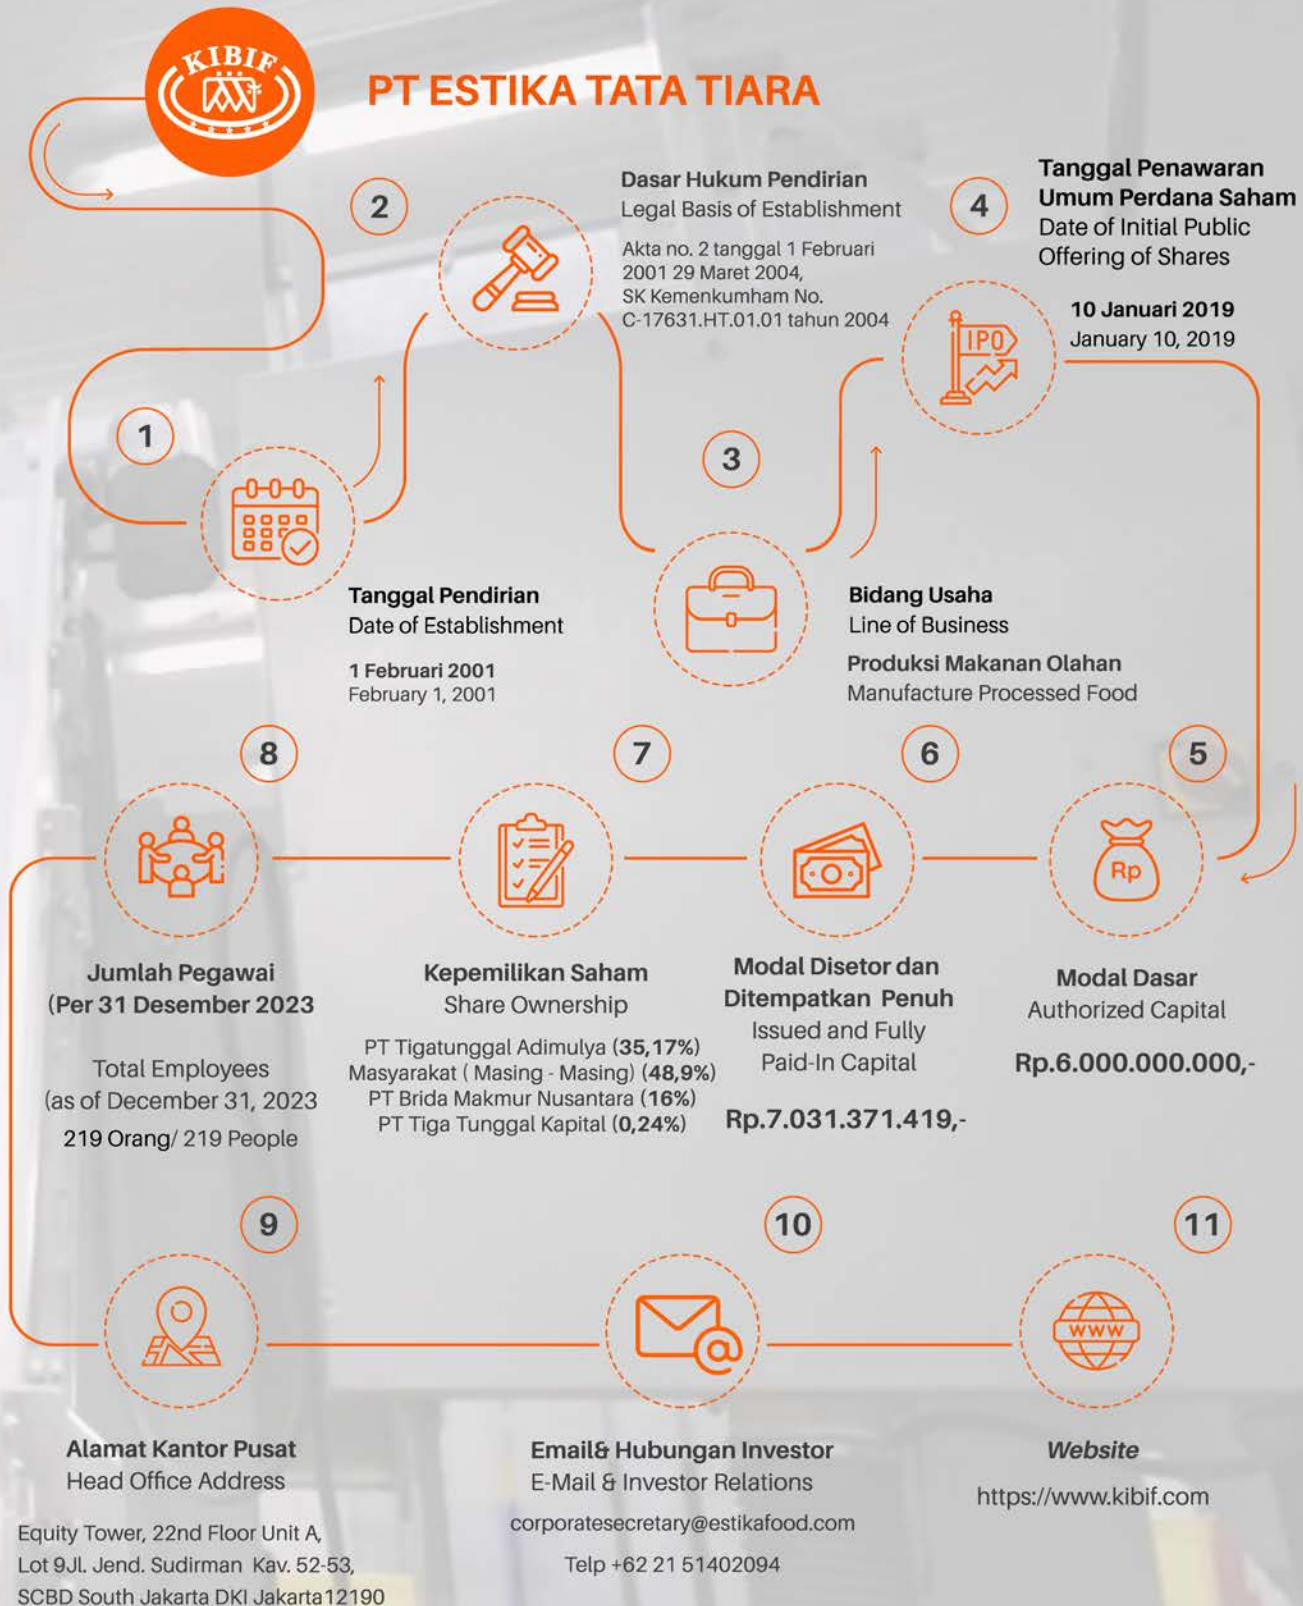 KIBIF
PT ESTIKA TATA TIARA
1
Tanggal Pendirian
Date of Establishment
1 Februari 2001
February 1, 2001
2
Dasar Hukum Pendirian
Legal Basis of Establishment
Akta no. 2 tanggal 1 Februari
2001 29 Maret 2004,
SK Kemenkumham No.
C-17631.HT.01.01 tahun 2004
3
Bidang Usaha
Line of Business
Produksi Makanan Olahan
Manufacture Processed Food
4
Tanggal Penawaran
Umum Perdana Saham
Date of Initial Public
Offering of Shares
IPO
10 Januari 2019
January 10, 2019
5
Rp
Modal Dasar
Authorized Capital
Rp.6.000.000.000,-
6
Modal Disetor dan
Ditempatkan Penuh
Issued and Fully
Paid-In Capital
Rp.7.031.371.419,-
7
Kepemilikan Saham
Share Ownership
PT Tigatunggal Adimulya (35,17%)
Masyarakat ( Masing - Masing) (48,9%)
PT Brida Makmur Nusantara (16%)
PT Tiga Tunggal Kapital (0,24%)
8
Jumlah Pegawai
(Per 31 Desember 2023
Total Employees
(as of December 31, 2023
219 Orang/ 219 People
9
Alamat Kantor Pusat
Head Office Address
Equity Tower, 22nd Floor Unit A,
Lot 9Jl. Jend. Sudirman Kav. 52-53,
SCBD South Jakarta DKI Jakarta12190
10
@
Email& Hubungan Investor
E-Mail & Investor Relations
corporatesecretary@estikafood.com
Telp +62 21 51402094
11
WWW
Website
https://www.kibif.com